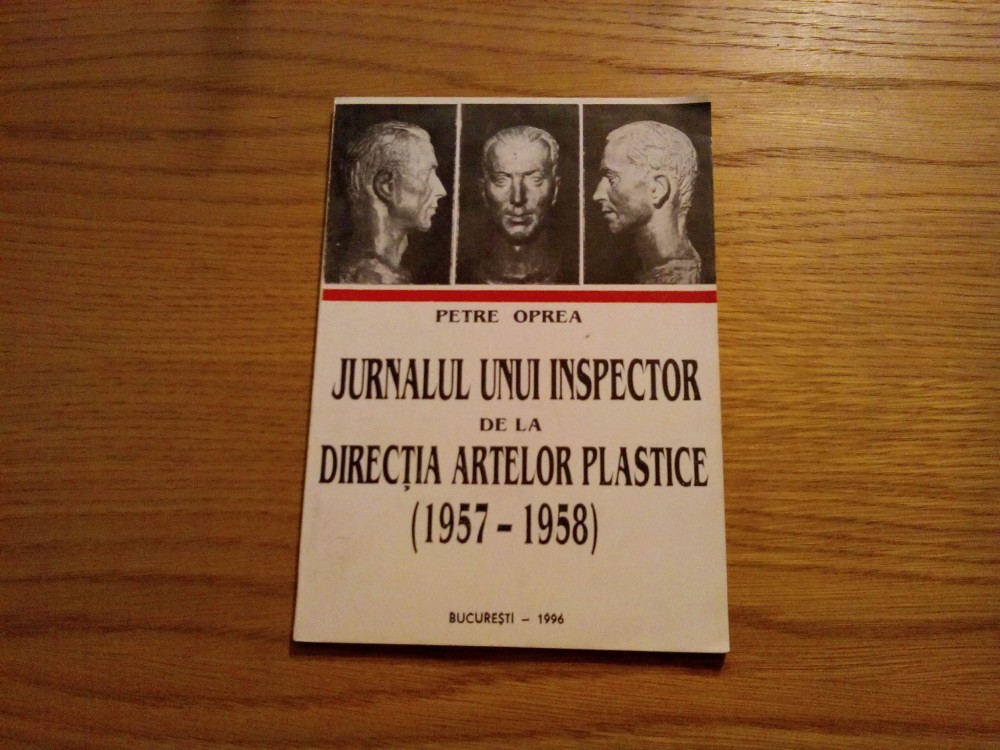 PETRE OPREA
JURNALUL UNUI INSPECTOR
DE LA
DIRECȚIA ARTELOR PLASTICE
(1957 - 1958)
BUCUREȘTI - 1996